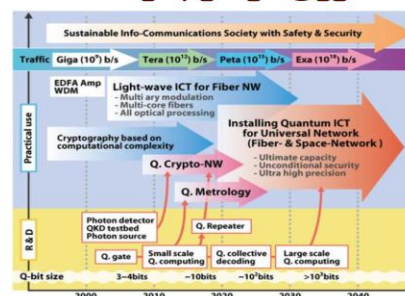 Sustainable Info-Communications Society with Safety & Security
Traffic Giga (10⁹) b/s Tera (10¹²) b/s Peta (10¹⁵) b/s Exa (10¹⁸) b/s
EDFA Amp
WDM
Light-wave ICT for Fiber NW
- Multi ary modulation
- Multi-core fibers
- All optical processing
Cryptography based on
computational complexity
Installing Quantum ICT
for Universal Network
(Fiber- & Space-Network)
- Ultimate capacity
- Unconditional security
- Ultra high precision
Q. Crypto-NW
Q. Metrology
Practical use
R & D
Photon detector
QKD testbed
Photon source
Q. Repeater
Q. gate
Small scale
Q. computing
Q. collective
decoding
Large scale
Q. computing
Q-bit size 3~4bits ~10bits ~10²bits >10³bits
2000 2010 2020 2030 2040